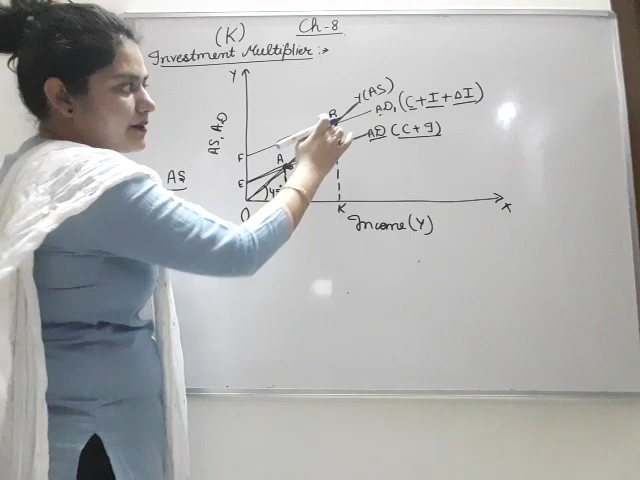 (K) Ch-8
Investment Multiplier :→
Y
Y(AS)
AD₁ (C+I+ΔI)
AS, AD
B
AD (C+I)
F
A
AS
E
45°
O
K
X
Income (Y)